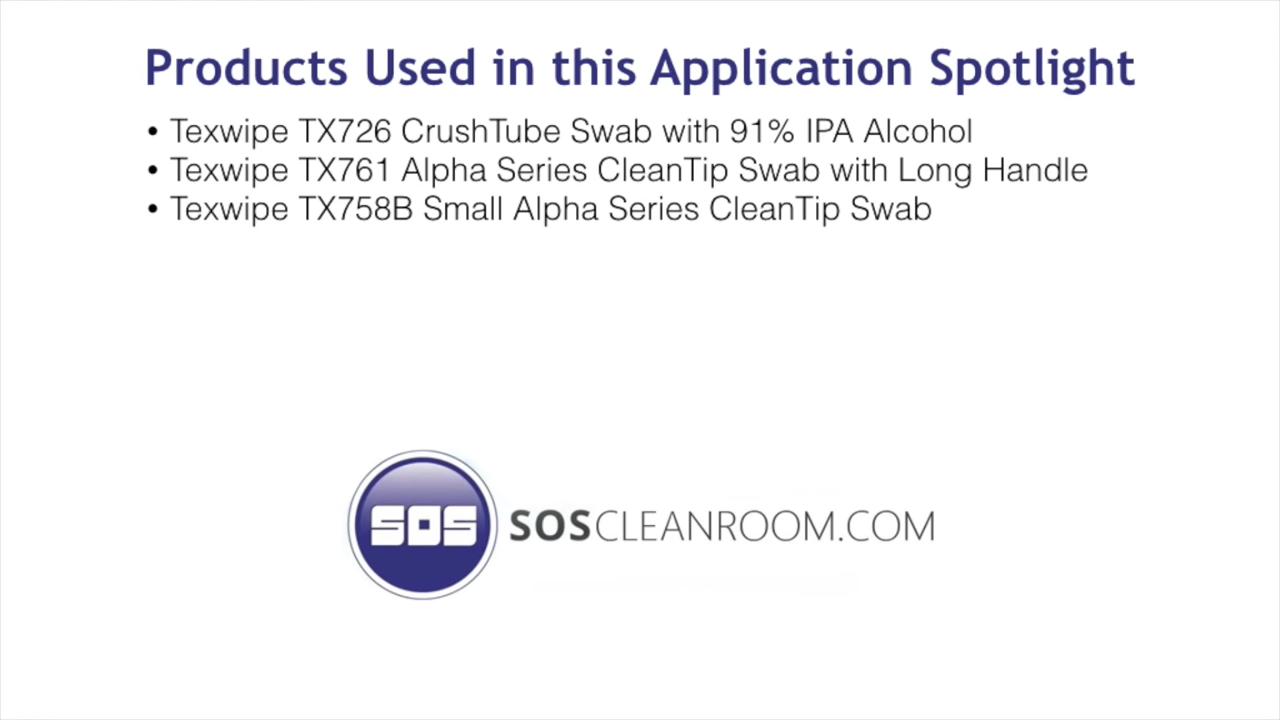 Products Used in this Application Spotlight
• Texwipe TX726 CrushTube Swab with 91% IPA Alcohol
• Texwipe TX761 Alpha Series CleanTip Swab with Long Handle
• Texwipe TX758B Small Alpha Series CleanTip Swab
SOS SOSCLEANROOM.COM